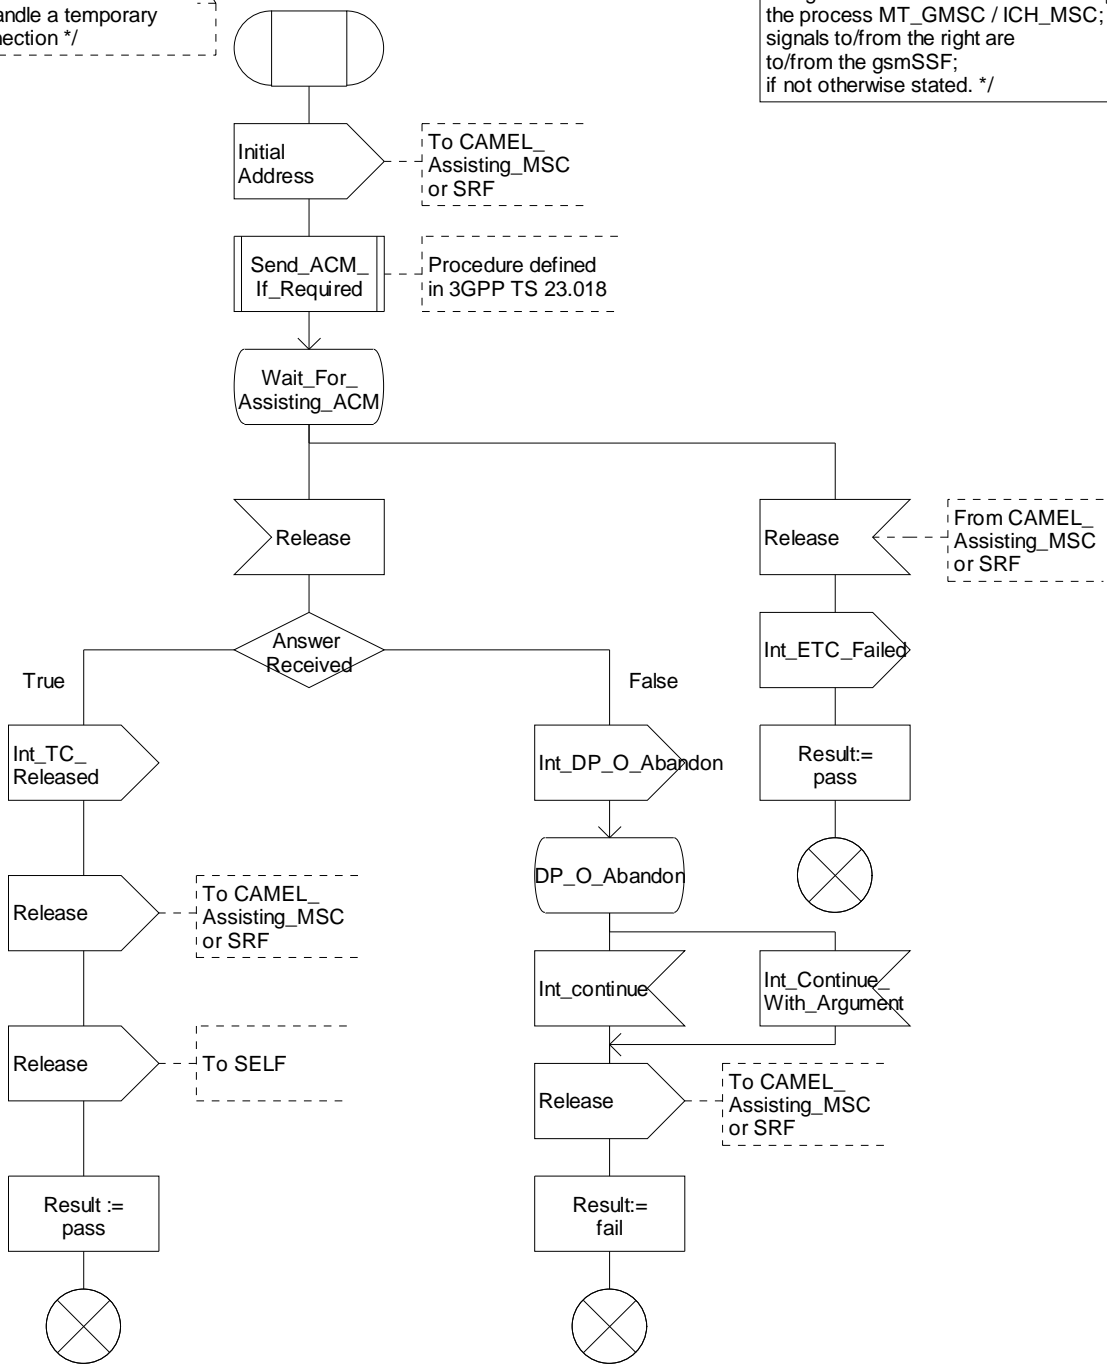 andle a temporary
nection */
the process MT_GMSC / ICH_MSC;
signals to/from the right are
to/from the gsmSSF;
if not otherwise stated. */
Initial
Address
To CAMEL_
Assisting_MSC
or SRF
Send_ACM_
If_Required
Procedure defined
in 3GPP TS 23.018
Wait_For_
Assisting_ACM
Release
Release
From CAMEL_
Assisting_MSC
or SRF
Answer
Received
Int_ETC_Failed
True
False
Int_TC_
Released
Int_DP_O_Abandon
Result:=
pass
DP_O_Abandon
Release
To CAMEL_
Assisting_MSC
or SRF
Int_continue
Int_Continue_
With_Argument
Release
To SELF
Release
To CAMEL_
Assisting_MSC
or SRF
Result :=
pass
Result:=
fail